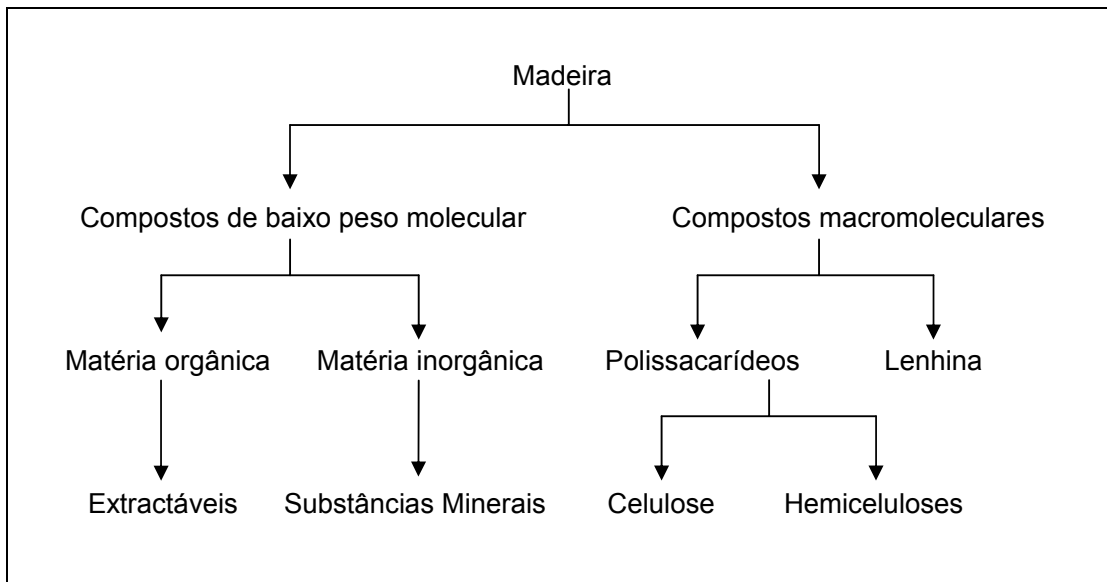 Madeira
Compostos de baixo peso molecular Compostos macromoleculares
Matéria orgânica Matéria inorgânica Polissacarídeos Lenhina
Extractáveis Substâncias Minerais Celulose Hemiceluloses